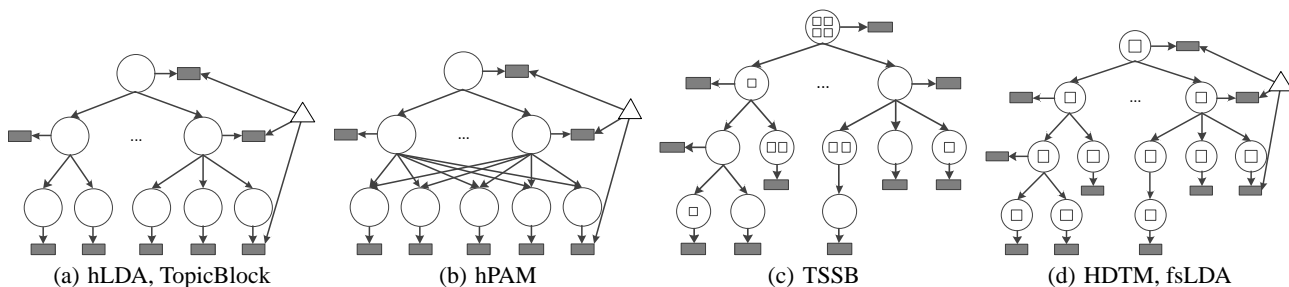 ...
...
...
...
(a) hLDA, TopicBlock
(b) hPAM
(c) TSSB
(d) HDTM, fsLDA